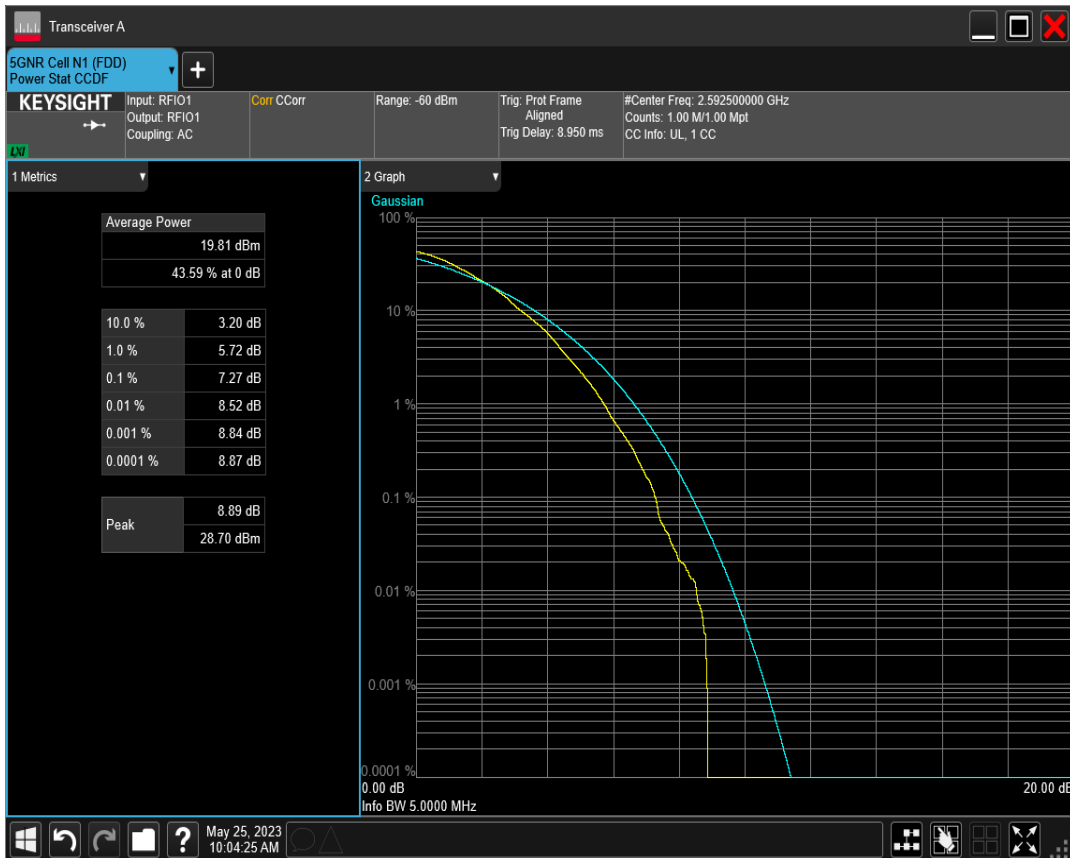 Transceiver A
5GNR Cell N1 (FDD)
Power Stat CCDF
KEYSIGHT
LXI
Input: RFIO1
Output: RFIO1
Coupling: AC
Corr CCorr
Range: -60 dBm
Trig: Prot Frame
Aligned
Trig Delay: 8.950 ms
#Center Freq: 2.592500000 GHz
Counts: 1.00 M/1.00 Mpt
CC Info: UL, 1 CC
1 Metrics
Average Power
19.81 dBm
43.59 % at 0 dB
10.0 % 3.20 dB
1.0 % 5.72 dB
0.1 % 7.27 dB
0.01 % 8.52 dB
0.001 % 8.84 dB
0.0001 % 8.87 dB
Peak
8.89 dB
28.70 dBm
2 Graph
Gaussian
100 %
10 %
1 %
0.1 %
0.01 %
0.001 %
0.0001 %
0.00 dB 20.00 dB
Info BW 5.0000 MHz
?
May 25, 2023
10:04:25 AM